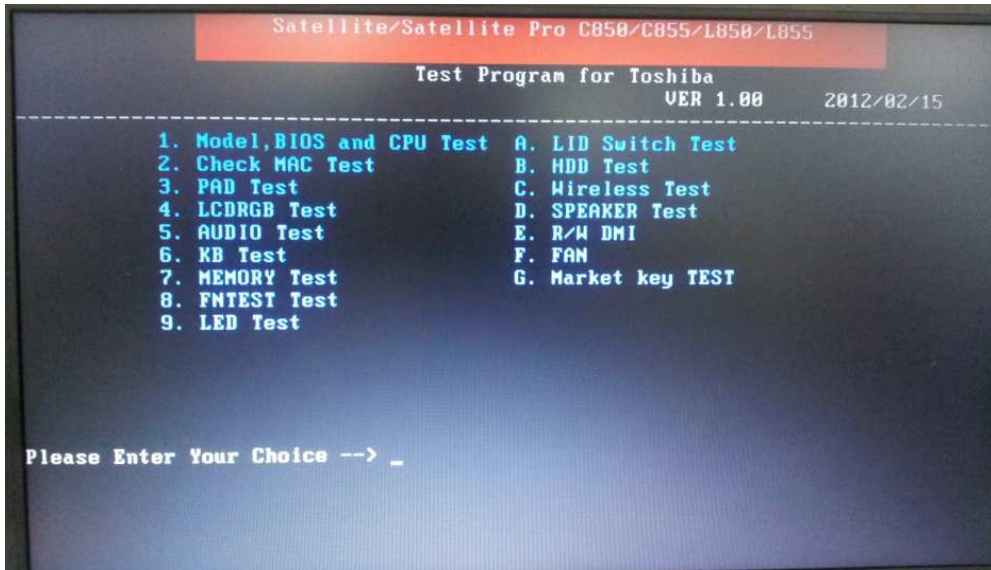 Satellite/Satellite Pro C850/C855/L850/L855
Test Program for Toshiba
VER 1.00 2012/02/15
1. Model,BIOS and CPU Test A. LID Switch Test
2. Check MAC Test B. HDD Test
3. PAD Test C. Wireless Test
4. LCDRGB Test D. SPEAKER Test
5. AUDIO Test E. R/W DMI
6. KB Test F. FAN
7. MEMORY Test G. Market key TEST
8. FNTEST Test
9. LED Test
Please Enter Your Choice --> _